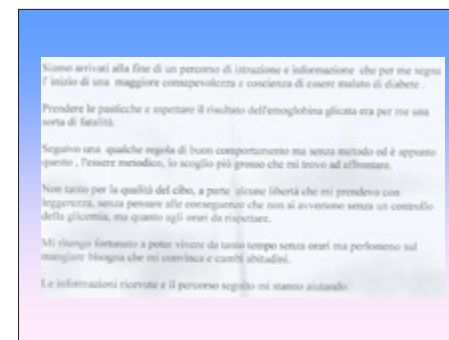 Siamo arrivati alla fine di un percorso di istruzione e informazione che per me segna
l' inizio di una maggiore consapevolezza e coscienza di essere malato di diabete .
Prendere le pasticche e aspettare il risultato dell'emoglobina glicata era per me una
sorta di fatalità.
Seguivo una qualche regola di buon comportamento ma senza metodo ed è appunto
questo , l'essere metodico, lo scoglio più grosso che mi trovo ad affrontare.
Non tanto per la qualità del cibo, a parte alcune libertà che mi prendevo con
leggerezza, senza pensare alle conseguenze che non si avvertono senza un controllo
della glicemia, ma quanto agli orari da rispettare.
Mi ritengo fortunato a poter vivere da tanto tempo senza orari ma perlomeno sul
mangiare bisogna che mi convinca e cambi abitudini.
Le informazioni ricevute e il percorso seguito mi stanno aiutando.